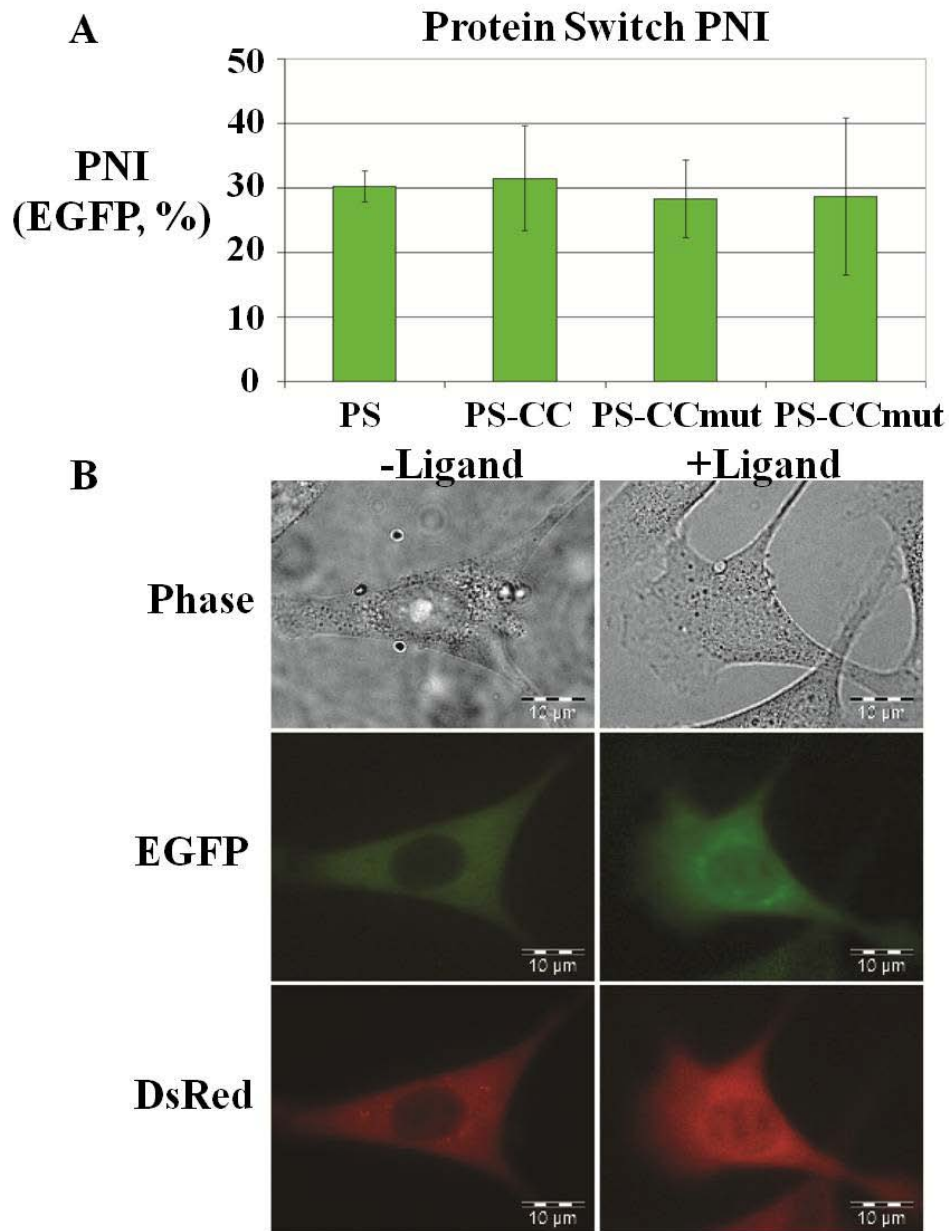 A
Protein Switch PNI
PNI
(EGFP, %)
50
40
30
20
10
0
PS
PS-CC
PS-CCmut
PS-CCmut
B
-Ligand
+Ligand
Phase
10 µm
10 µm
EGFP
10 µm
10 µm
DsRed
10 µm
10 µm